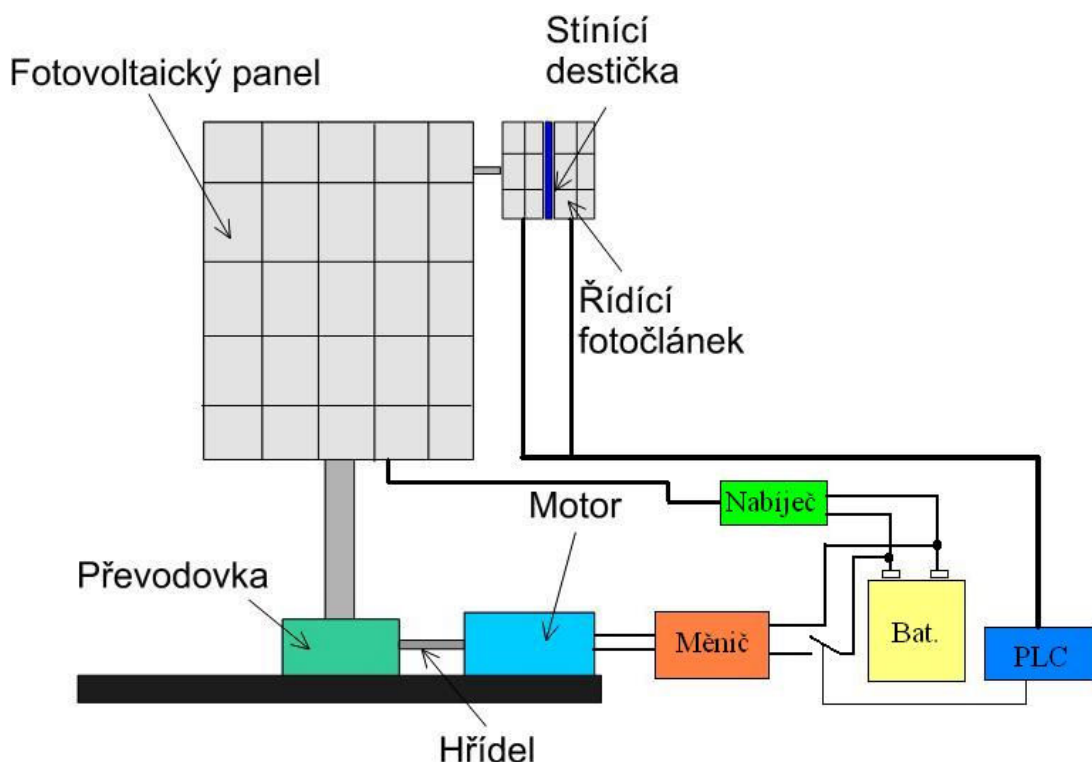 Stínící
destička
Fotovoltaický panel
Řídící
fotočlánek
Nabíječ
Motor
Převodovka
Měnič
Bat.
PLC
Hřídel